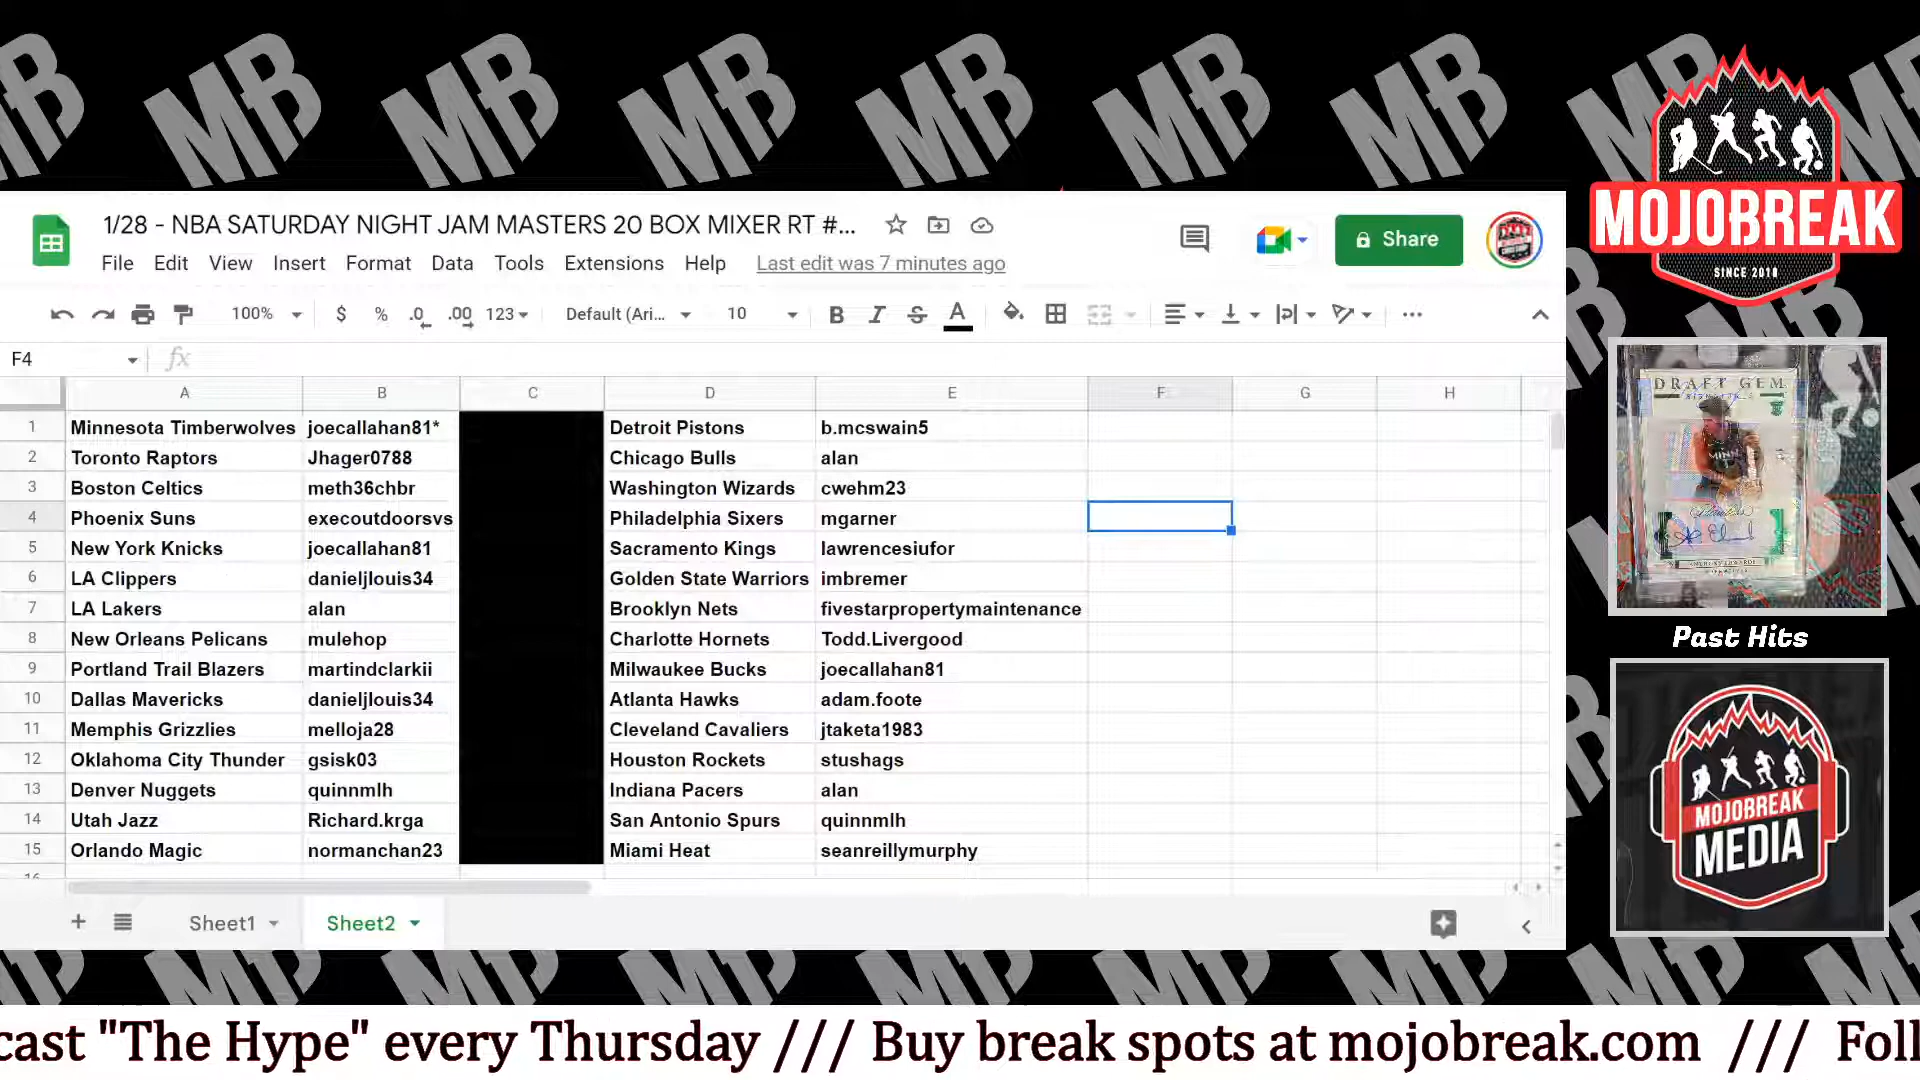 1/28 - NBA SATURDAY NIGHT JAM MASTERS 20 BOX MIXER RT #...
Share
File Edit View Insert Format Data Tools Extensions Help Last edit was 7 minutes ago
100% $ % .0 .00 123 Default (Ari... 10 B I S A ...
F4 fx
A B C D E F G H
1 Minnesota Timberwolves joecallahan81* Detroit Pistons b.mcswain5
2 Toronto Raptors Jhager0788 Chicago Bulls alan
3 Boston Celtics meth36chbr Washington Wizards cwehm23
4 Phoenix Suns execoutdoorsvs Philadelphia Sixers mgarner
5 New York Knicks joecallahan81 Sacramento Kings lawrencesiufor
6 LA Clippers danieljlouis34 Golden State Warriors imbremer
7 LA Lakers alan Brooklyn Nets fivestarpropertymaintenance
8 New Orleans Pelicans mulehop Charlotte Hornets Todd.Livergood
9 Portland Trail Blazers martindclarkii Milwaukee Bucks joecallahan81
10 Dallas Mavericks danieljlouis34 Atlanta Hawks adam.foote
11 Memphis Grizzlies melloja28 Cleveland Cavaliers jtaketa1983
12 Oklahoma City Thunder gsisk03 Houston Rockets stushags
13 Denver Nuggets quinnmlh Indiana Pacers alan
14 Utah Jazz Richard.krga San Antonio Spurs quinnmlh
15 Orlando Magic normanchan23 Miami Heat seanreillymurphy
Sheet1 Sheet2
MOJOBREAK
SINCE 2010
DRAFT GEM
Past Hits
MOJOBREAK
MEDIA
cast "The Hype" every Thursday /// Buy break spots at mojobreak.com /// Foll